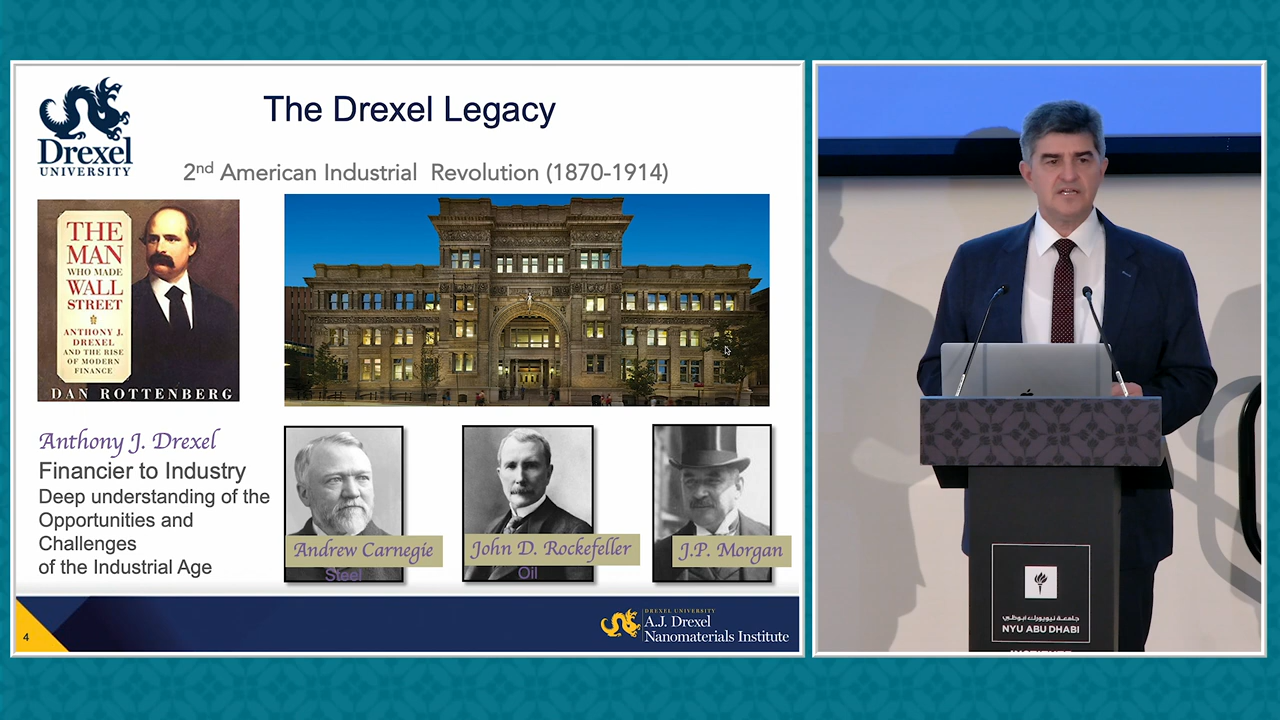 Drexel
UNIVERSITY
The Drexel Legacy
2nd American Industrial Revolution (1870-1914)
THE
MAN
WHO MADE
WALL
STREET
ANTHONY J.
DREXEL
AND THE RISE
OF MODERN
FINANCE
DAN ROTTENBERG
Anthony J. Drexel
Financier to Industry
Deep understanding of the
Opportunities and
Challenges
of the Industrial Age
Andrew Carnegie
Steel
John D. Rockefeller
Oil
J.P. Morgan
4
DREXEL UNIVERSITY
A.J. Drexel
Nanomaterials Institute
جامعة نيويورك أبوظبي
NYU ABU DHABI
INSTITUTE